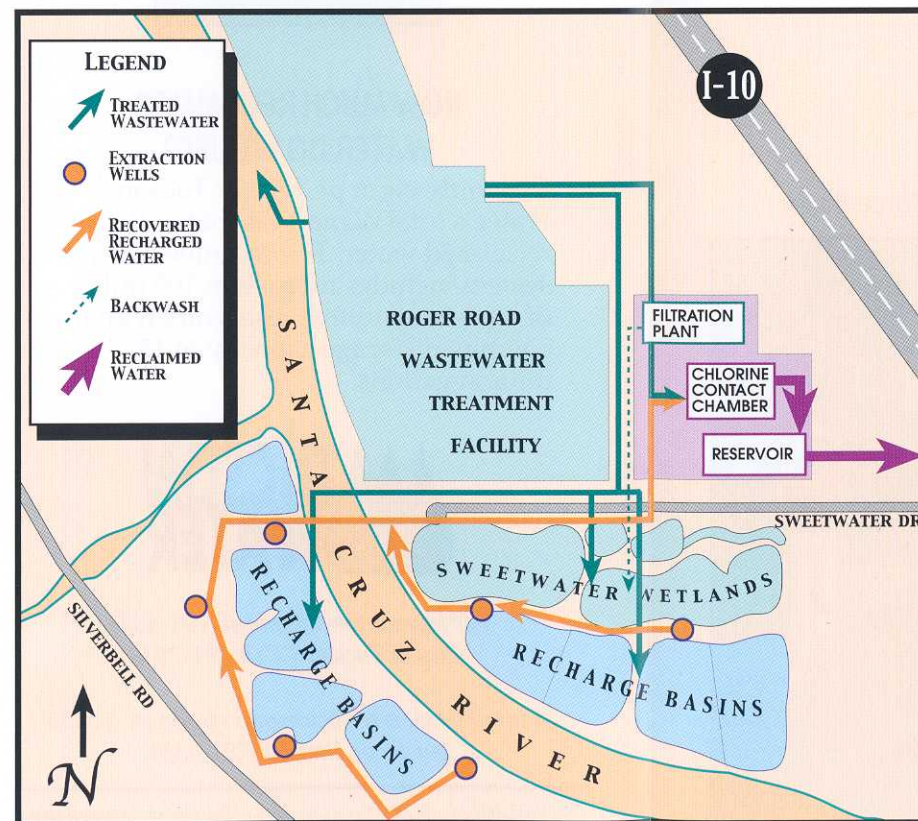 LEGEND
TREATED
WASTEWATER
EXTRACTION
WELLS
RECOVERED
RECHARGED
WATER
BACKWASH
RECLAIMED
WATER
I-10
ROGER ROAD
WASTEWATER
TREATMENT
FACILITY
FILTRATION
PLANT
CHLORINE
CONTACT
CHAMBER
RESERVOIR
SWEETWATER DR
SANTA CRUZ RIVER
SWEETWATER WETLANDS
RECHARGE BASINS
RECHARGE BASINS
SILVERBELL RD
N